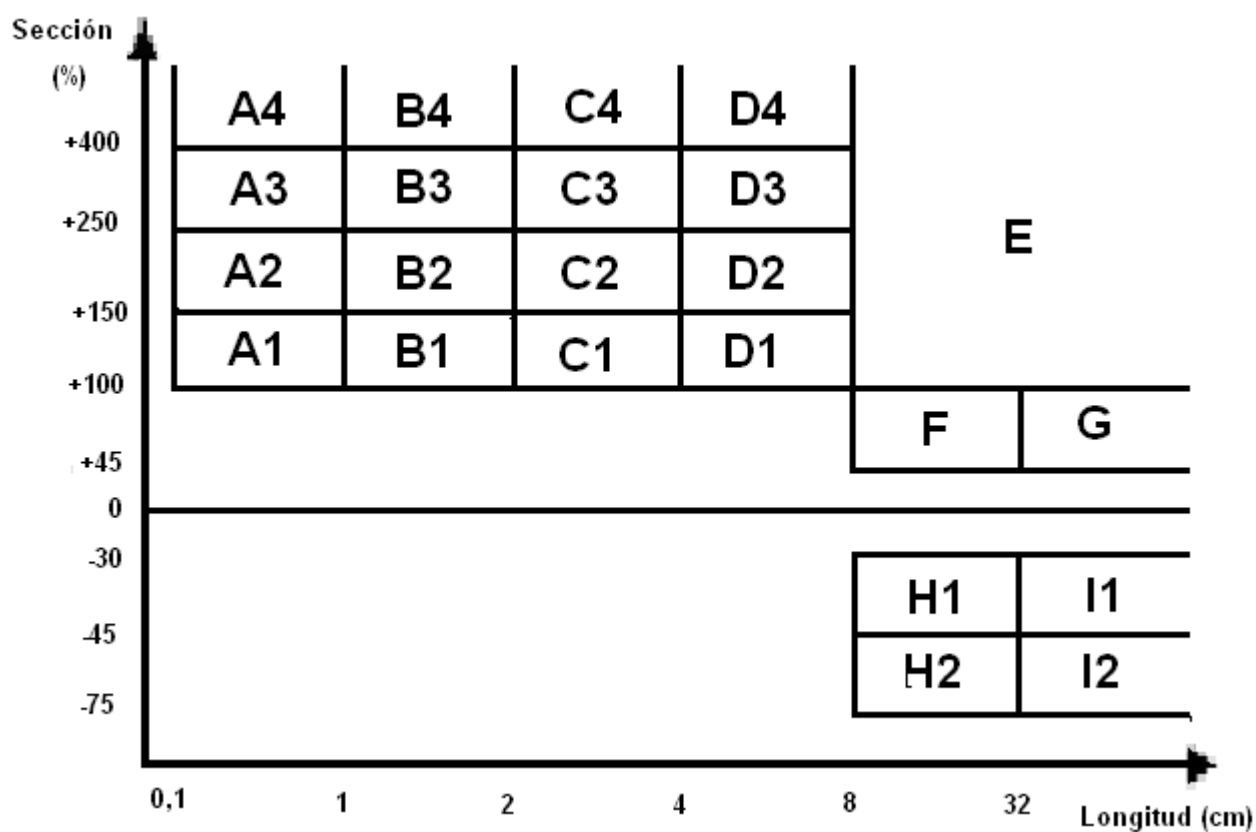 Sección
(%)
A4 B4 C4 D4
+400
A3 B3 C3 D3
+250
E
A2 B2 C2 D2
+150
A1 B1 C1 D1
+100
F G
+45
0
-30
H1 I1
-45
H2 I2
-75
0,1 1 2 4 8 32
Longitud (cm)